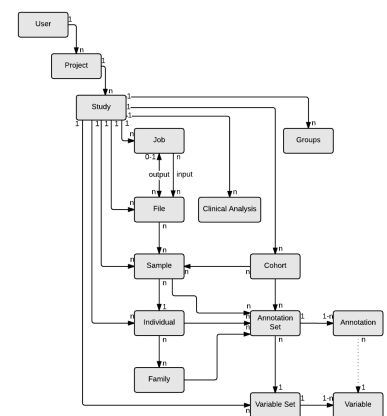 User
1
n
Project
1
n
Study
1
1
1
n
Groups
1 1 1 1 1 1
n
Job
0-1
n
output
input
n
n
n
File
n
n
Clinical Analysis
n
n
Sample
n
n
Cohort
n
n
n
n
n
1
n
Individual
n
n
n
n
n
Annotation
Set
1
1-n
Annotation
n
n
Family
1
1
n
Variable Set
1
1-n
Variable